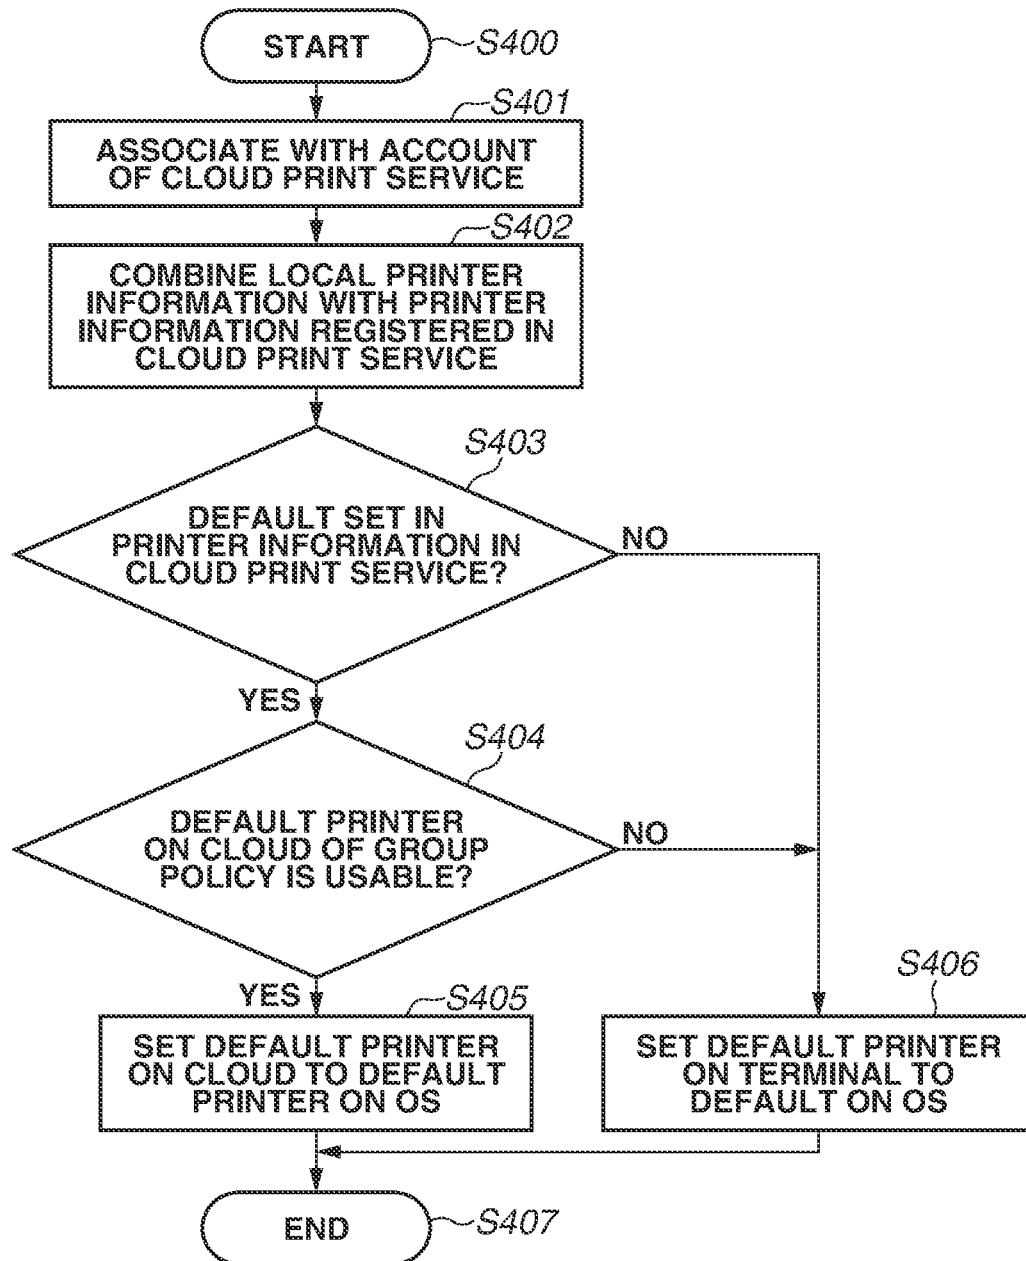 START
S400
S401
ASSOCIATE WITH ACCOUNT
OF CLOUD PRINT SERVICE
S402
COMBINE LOCAL PRINTER
INFORMATION WITH PRINTER
INFORMATION REGISTERED IN
CLOUD PRINT SERVICE
S403
DEFAULT SET IN
PRINTER INFORMATION IN
CLOUD PRINT SERVICE?
NO
YES
S404
DEFAULT PRINTER
ON CLOUD OF GROUP
POLICY IS USABLE?
NO
YES
S405
SET DEFAULT PRINTER
ON CLOUD TO DEFAULT
PRINTER ON OS
S406
SET DEFAULT PRINTER
ON TERMINAL TO
DEFAULT ON OS
END
S407